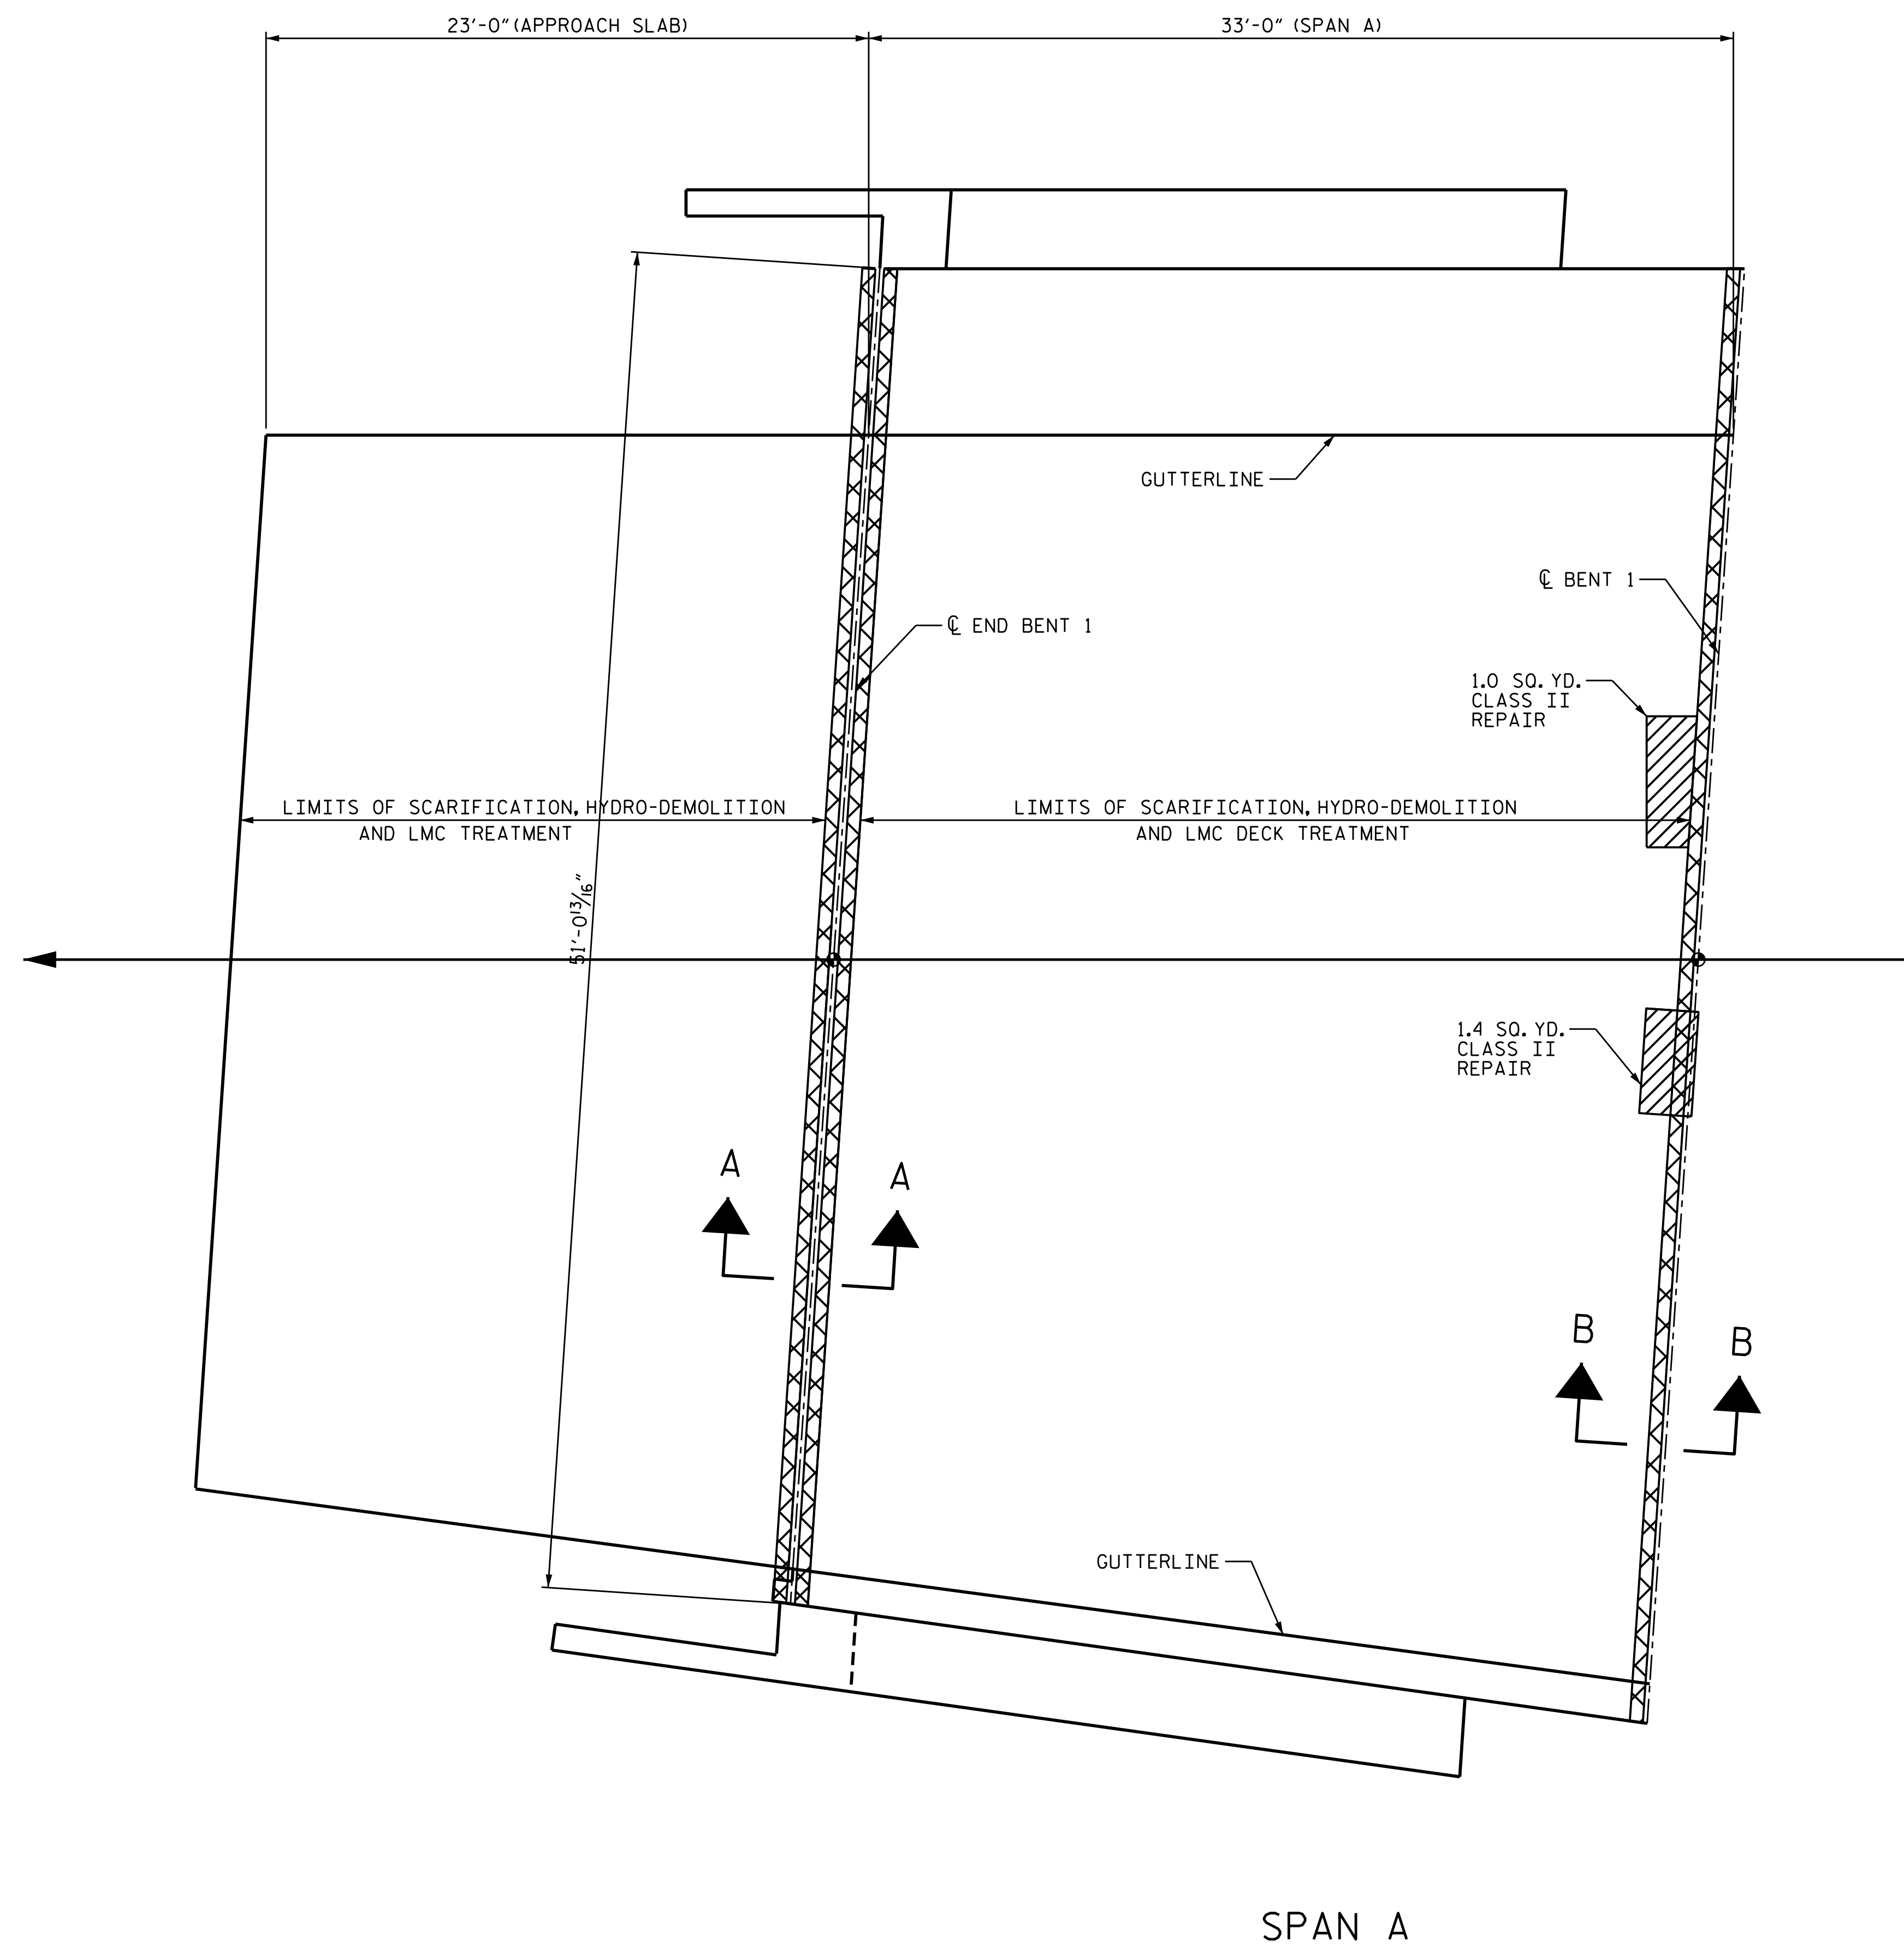 23'-0" (APPROACH SLAB)
33'-0" (SPAN A)
GUTTERLINE
℄ BENT 1
℄ END BENT 1
1.0 SQ. YD.
CLASS II
REPAIR
LIMITS OF SCARIFICATION, HYDRO-DEMOLITION
AND LMC TREATMENT
LIMITS OF SCARIFICATION, HYDRO-DEMOLITION
AND LMC DECK TREATMENT
51'-0 13/16"
1.4 SQ. YD.
CLASS II
REPAIR
A
A
B
B
GUTTERLINE
SPAN A